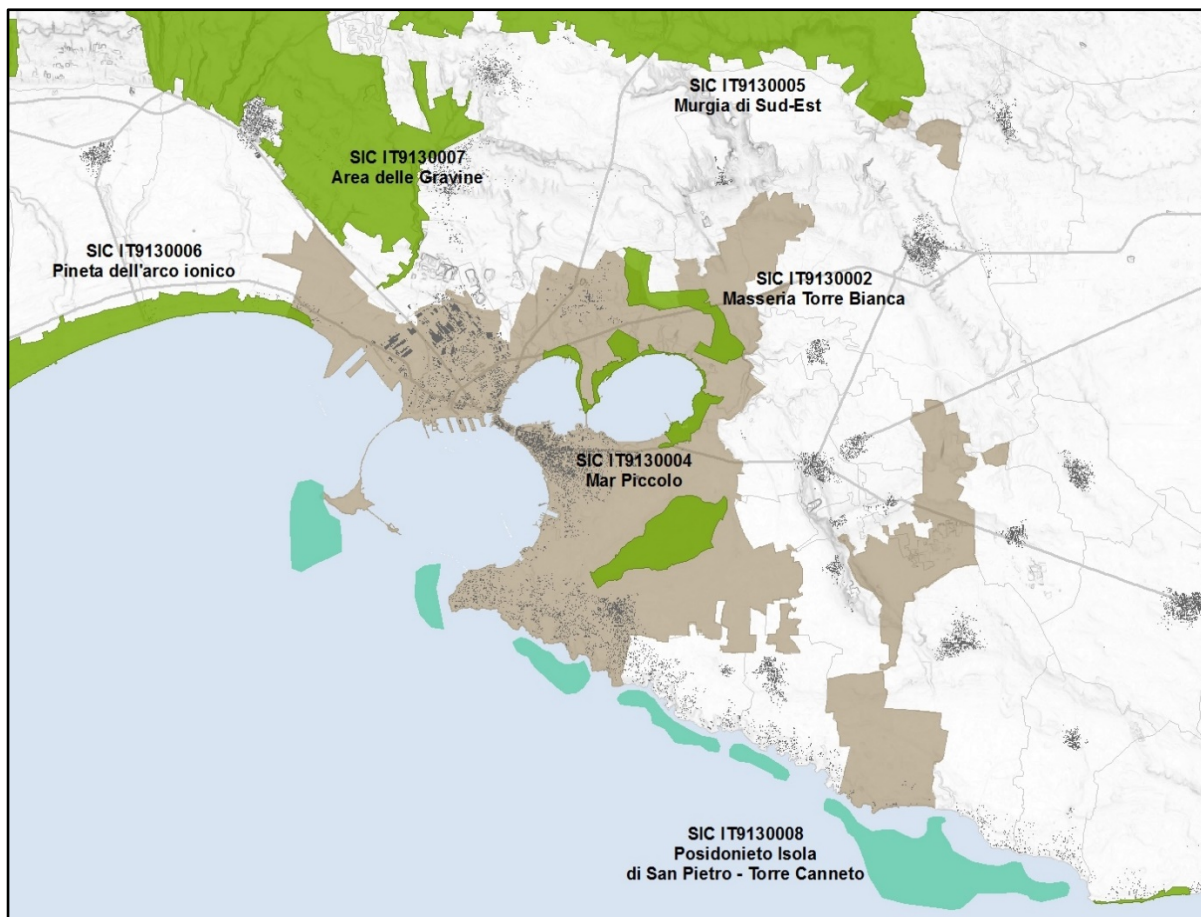 SIC IT9130005
Murgia di Sud-Est
SIC IT9130007
Area delle Gravine
SIC IT9130006
Pineta dell'arco ionico
SIC IT9130002
Masseria Torre Bianca
SIC IT9130004
Mar Piccolo
SIC IT9130008
Posidonieto Isola
di San Pietro - Torre Canneto